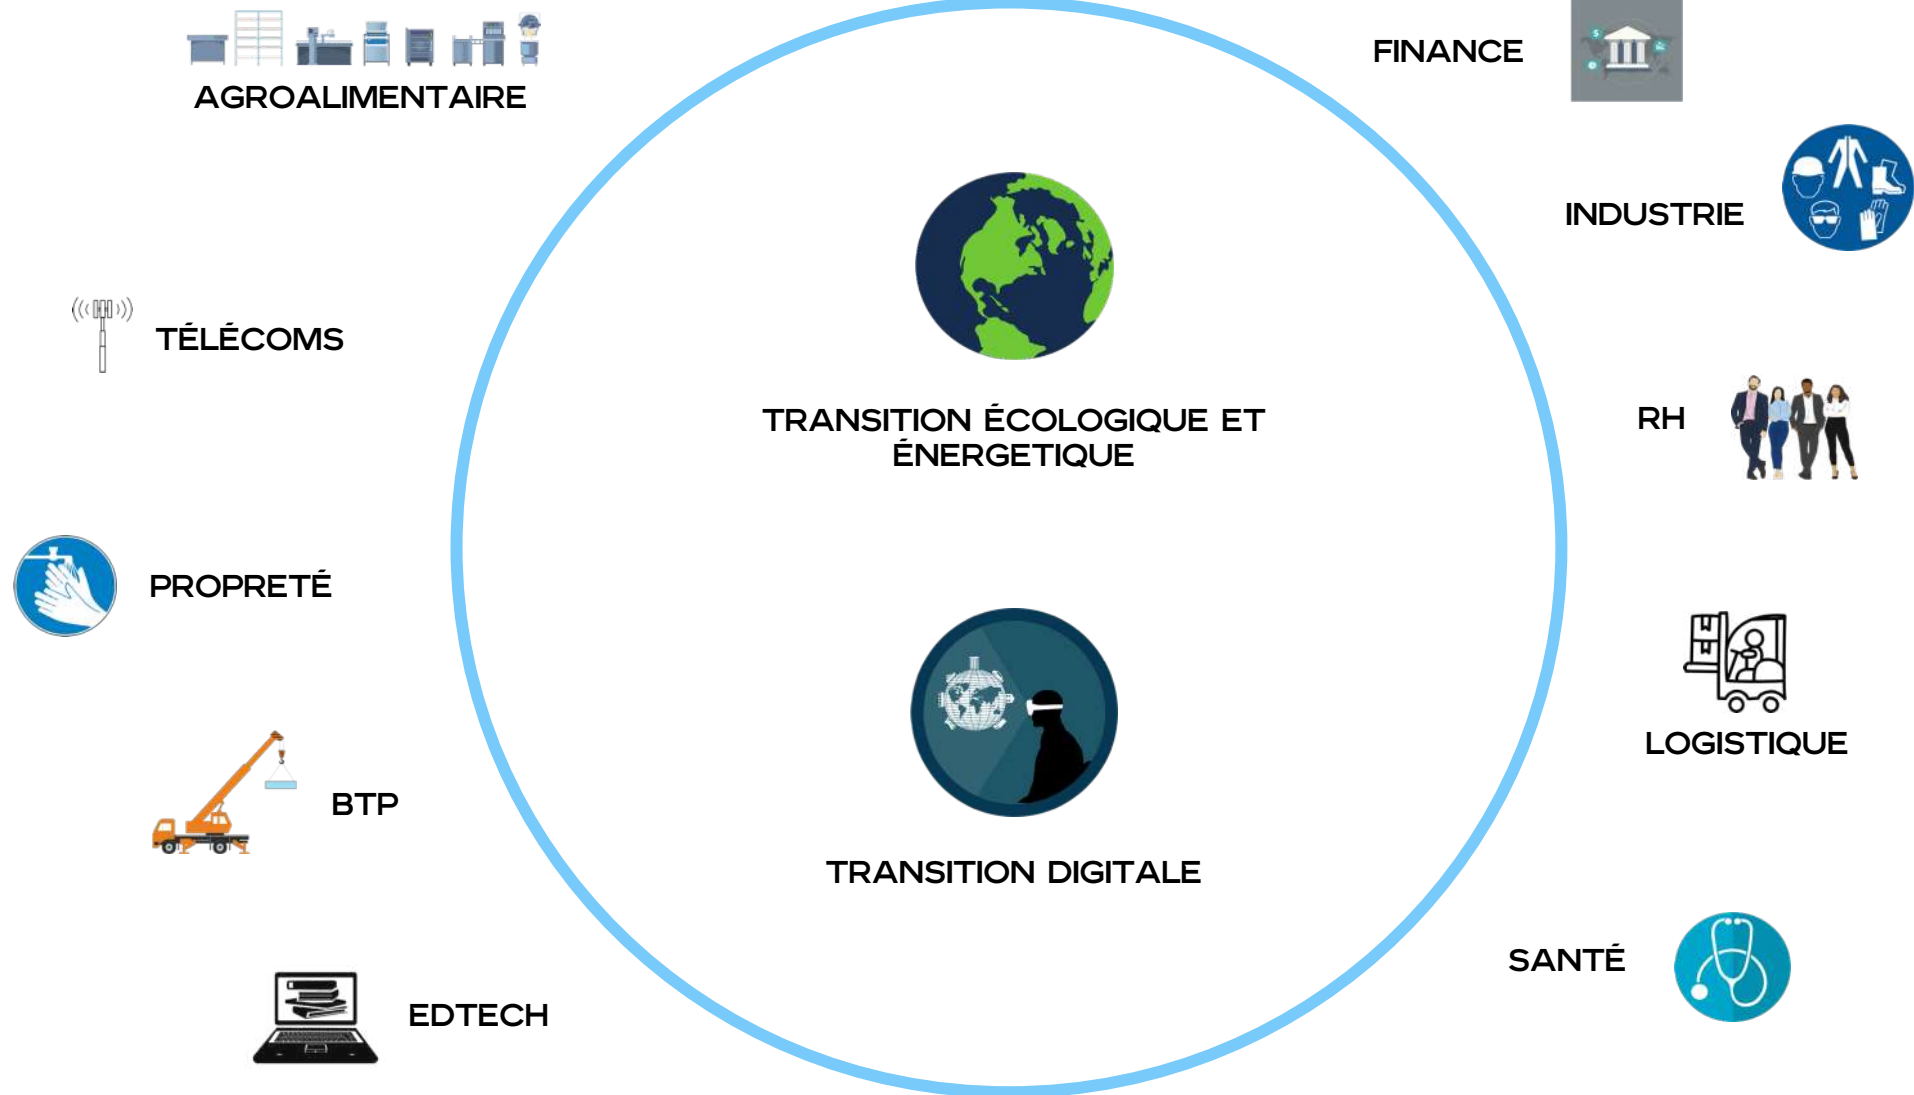 AGROALIMENTAIRE
FINANCE
INDUSTRIE
TÉLÉCOMS
RH
TRANSITION ÉCOLOGIQUE ET
ÉNERGETIQUE
PROPRETÉ
LOGISTIQUE
BTP
TRANSITION DIGITALE
SANTÉ
EDTECH